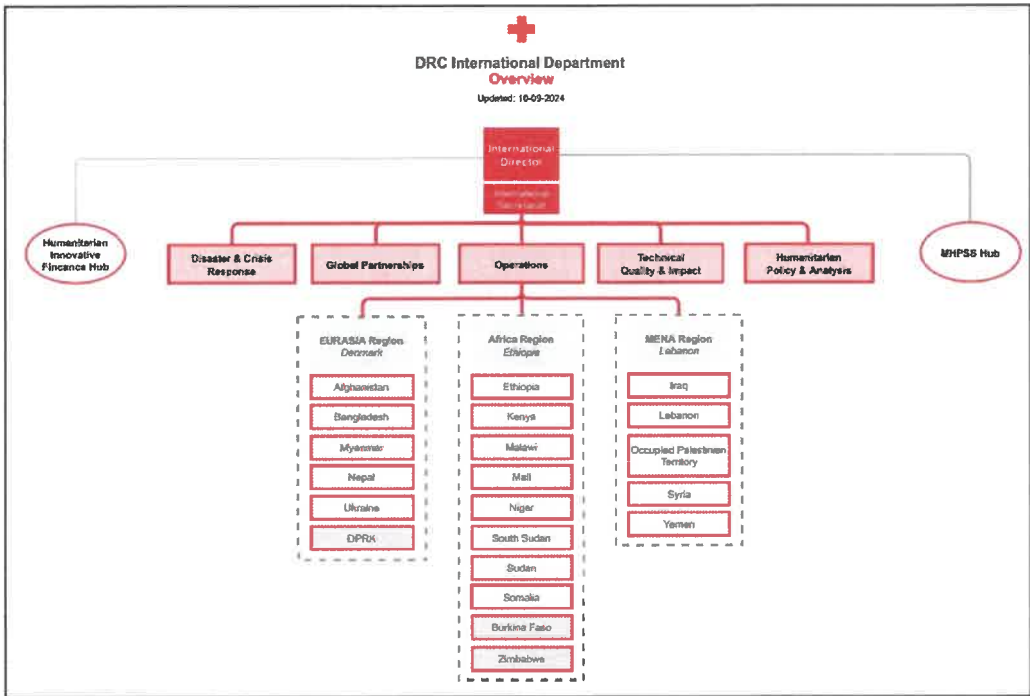 DRC International Department
Overview
Updated: 10-09-2024
International
Director
International
Humanitarian
Innovative
Fincance Hub
Disaster & Crisis
Response
Global Partnerships
Operations
Technical
Quality & Impact
Humanitarian
Policy & Analysis
MHPSS Hub
EURASIA Region
Denmark
Afghanistan
Bangladesh
Myanmar
Nepal
Ukraine
DPRK
Africa Region
Ethiopia
Ethiopia
Kenya
Malawi
Mali
Niger
South Sudan
Sudan
Somalia
Burkina Faso
Zimbabwe
MENA Region
Lebanon
Iraq
Lebanon
Occupied Palestinian
Territory
Syria
Yemen